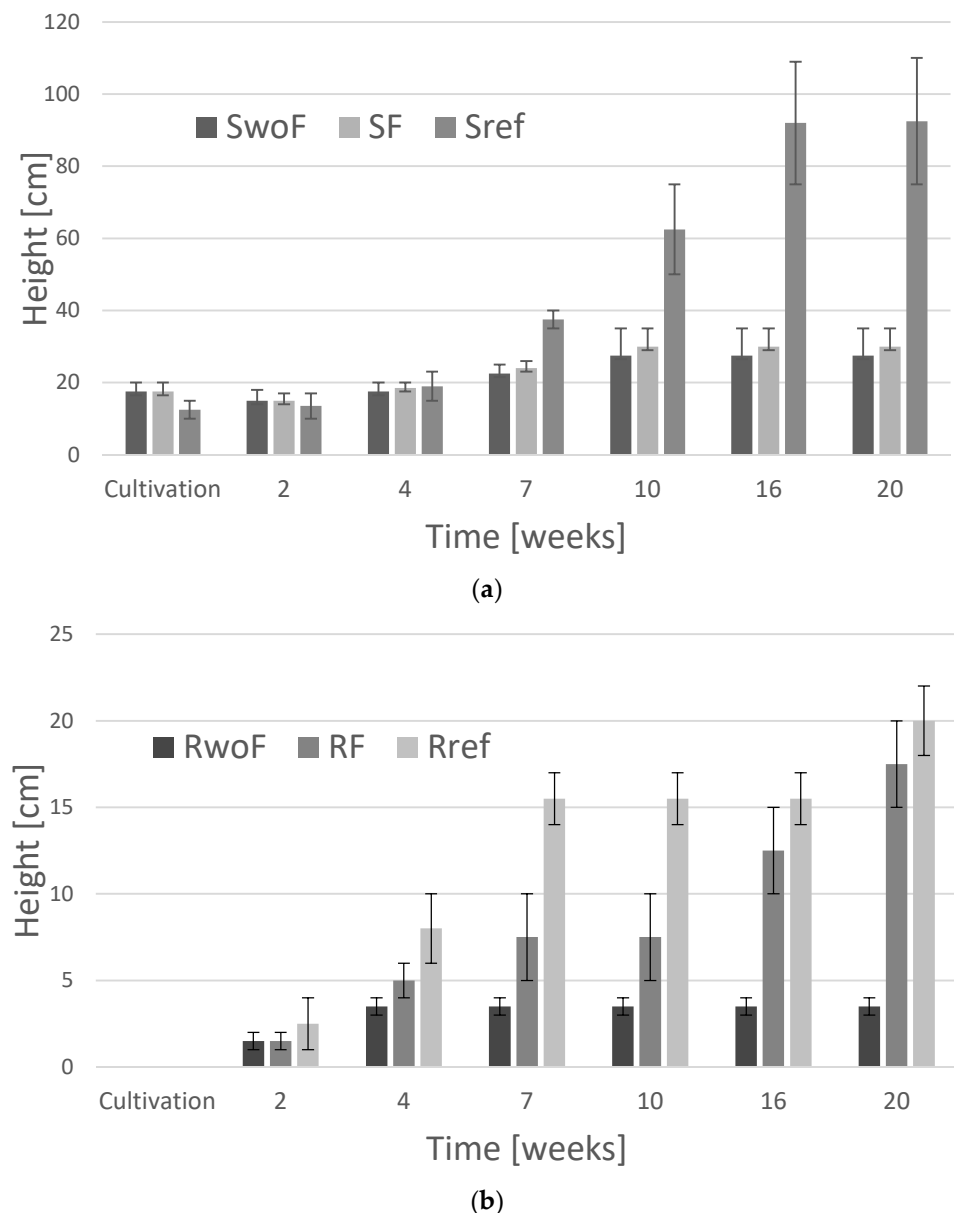 120
100
80
60
40
20
0
Height [cm]
SwoF SF Sref
Cultivation 2 4 7 10 16 20
Time [weeks]
(a)
25
20
15
10
5
0
Height [cm]
RwoF RF Rref
Cultivation 2 4 7 10 16 20
Time [weeks]
(b)